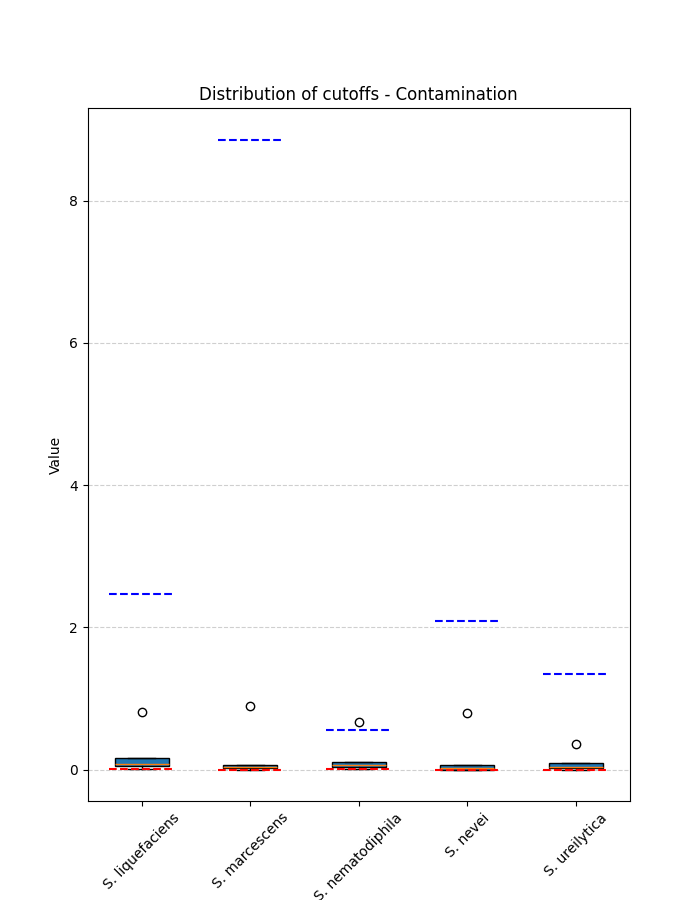 Distribution of cutoffs - Contamination
Value
8
6
4
2
0
S. liquefaciens
S. marcescens
S. nematodiphila
S. nevei
S. ureilytica